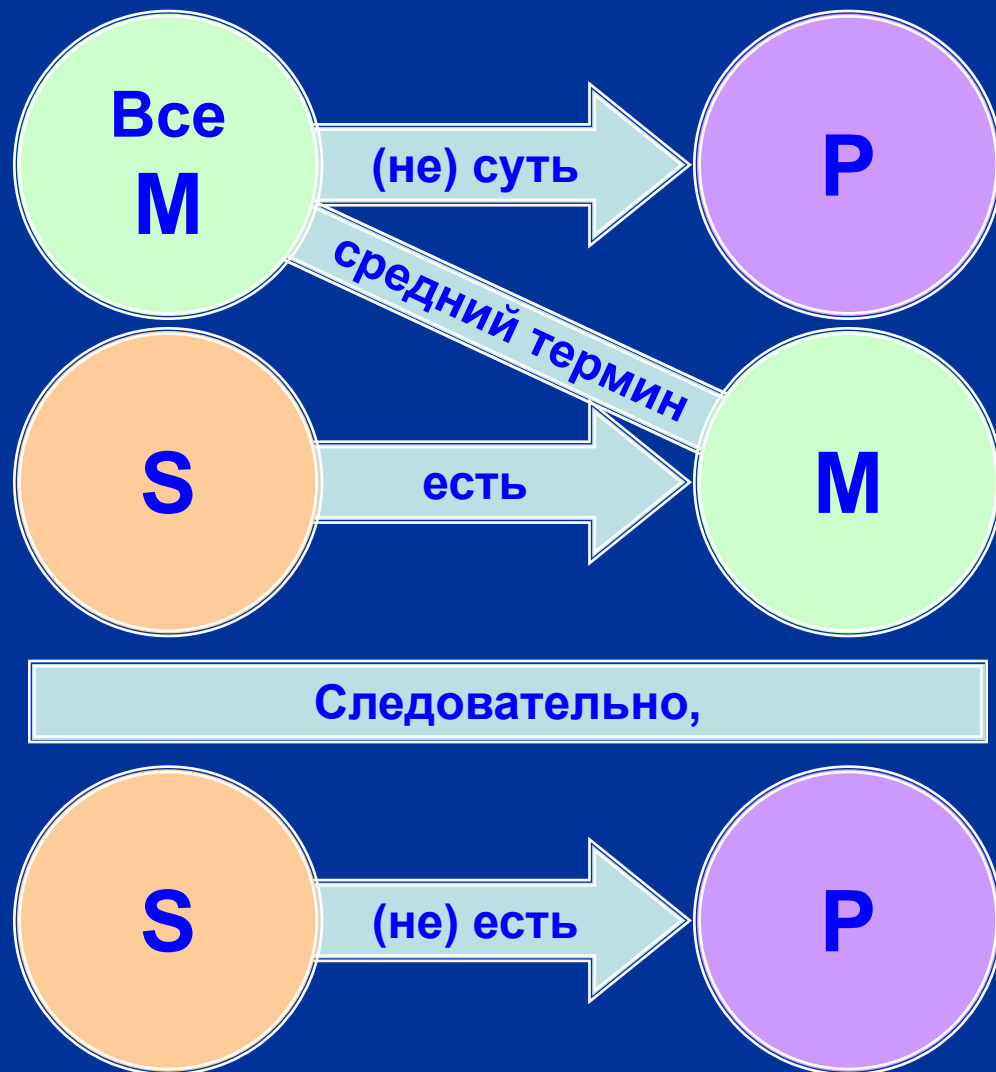 Все
М
(не) суть
Р
средний термин
S
есть
М
Следовательно,
S
(не) есть
Р